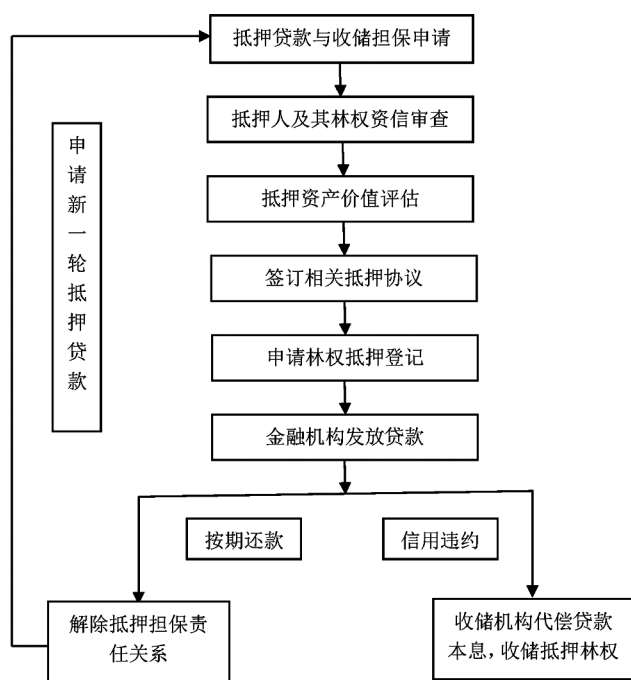 抵押贷款与收储担保申请
抵押人及其林权资信审查
申
请
新
一
轮
抵
押
贷
款
抵押资产价值评估
签订相关抵押协议
申请林权抵押登记
金融机构发放贷款
按期还款
信用违约
解除抵押担保责
任关系
收储机构代偿贷款
本息，收储抵押林权